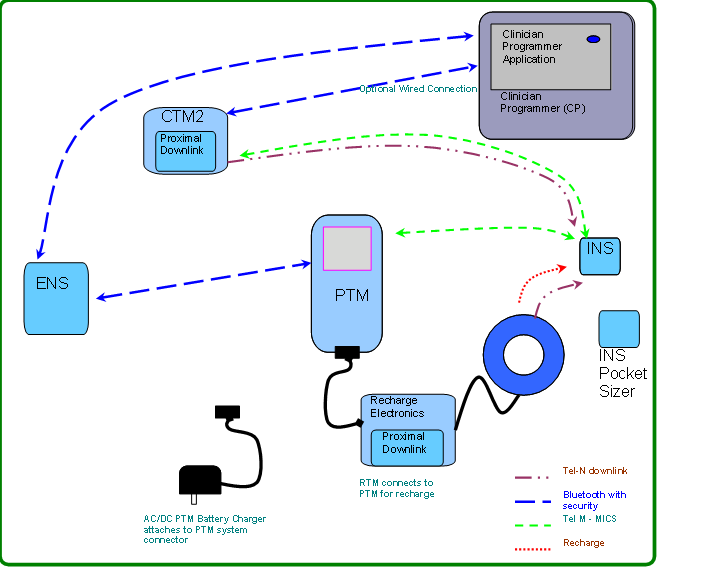 Clinician
Programmer
Application
Optional Wired Connection
Clinician
Programmer (CP)
CTM2
Proximal
Downlink
INS
ENS
PTM
INS
Pocket
Sizer
Recharge
Electronics
Proximal
Downlink
RTM connects to
PTM for recharge
AC/DC PTM Battery Charger
attaches to PTM system
connector
Tel-N downlink
Bluetooth with
security
Tel M - MICS
Recharge